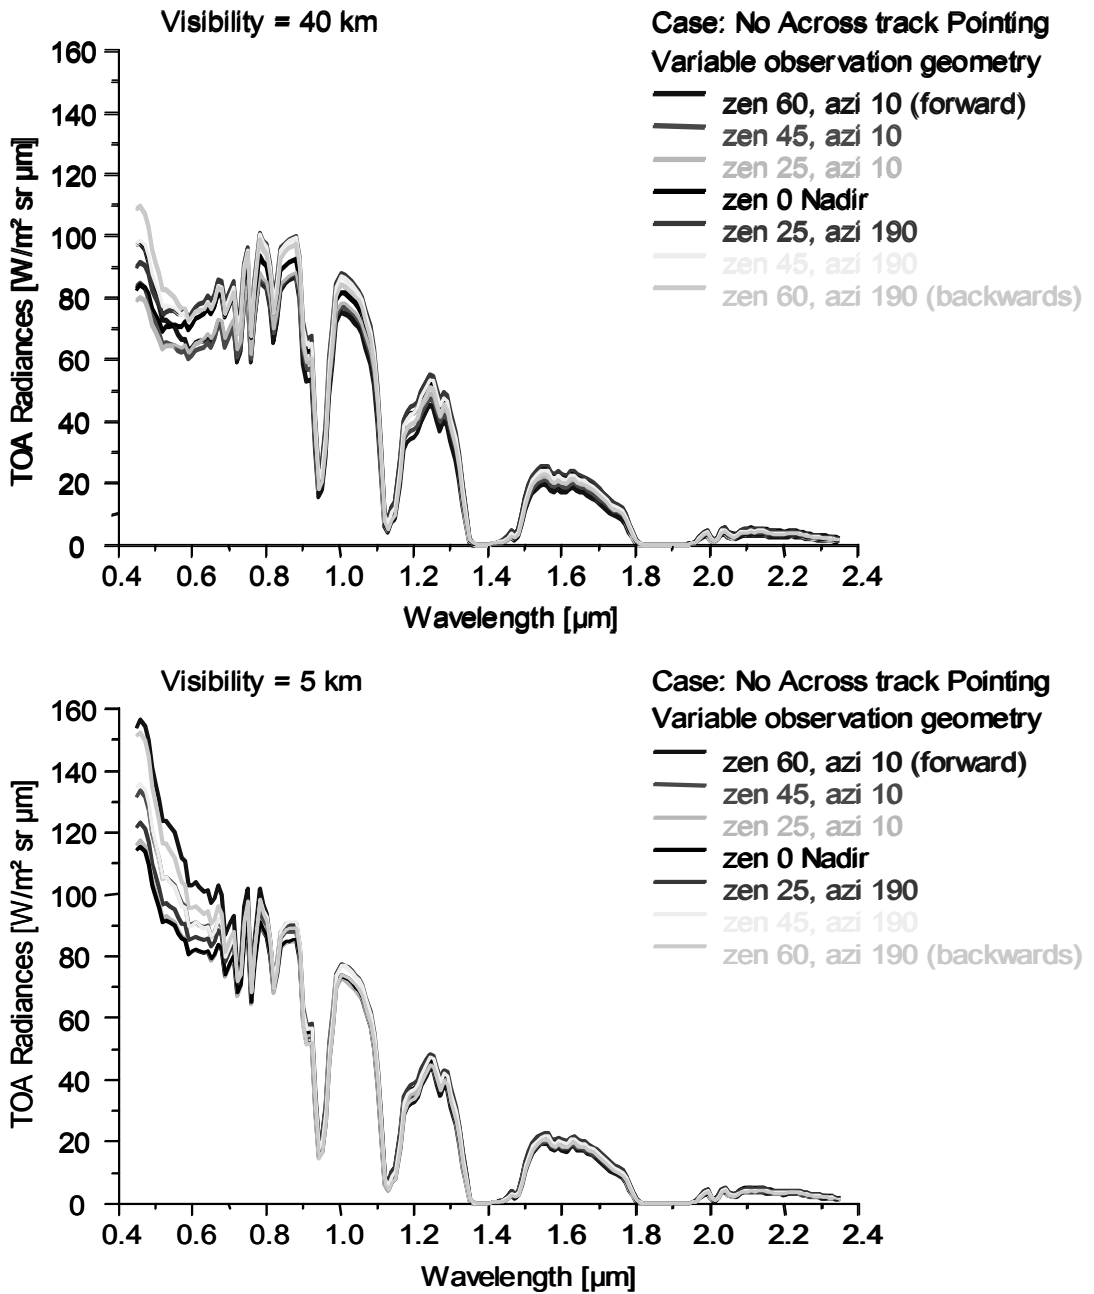 Visibility = 40 km
Case: No Across track Pointing
Variable observation geometry
zen 60, azi 10 (forward)
zen 45, azi 10
zen 25, azi 10
zen 0 Nadir
zen 25, azi 190
zen 45, azi 190
zen 60, azi 190 (backwards)
TOA Radiances [W/m² sr µm]
160
140
120
100
80
60
40
20
0
0.4 0.6 0.8 1.0 1.2 1.4 1.6 1.8 2.0 2.2 2.4
Wavelength [µm]
Visibility = 5 km
Case: No Across track Pointing
Variable observation geometry
zen 60, azi 10 (forward)
zen 45, azi 10
zen 25, azi 10
zen 0 Nadir
zen 25, azi 190
zen 45, azi 190
zen 60, azi 190 (backwards)
TOA Radiances [W/m² sr µm]
160
140
120
100
80
60
40
20
0
0.4 0.6 0.8 1.0 1.2 1.4 1.6 1.8 2.0 2.2 2.4
Wavelength [µm]